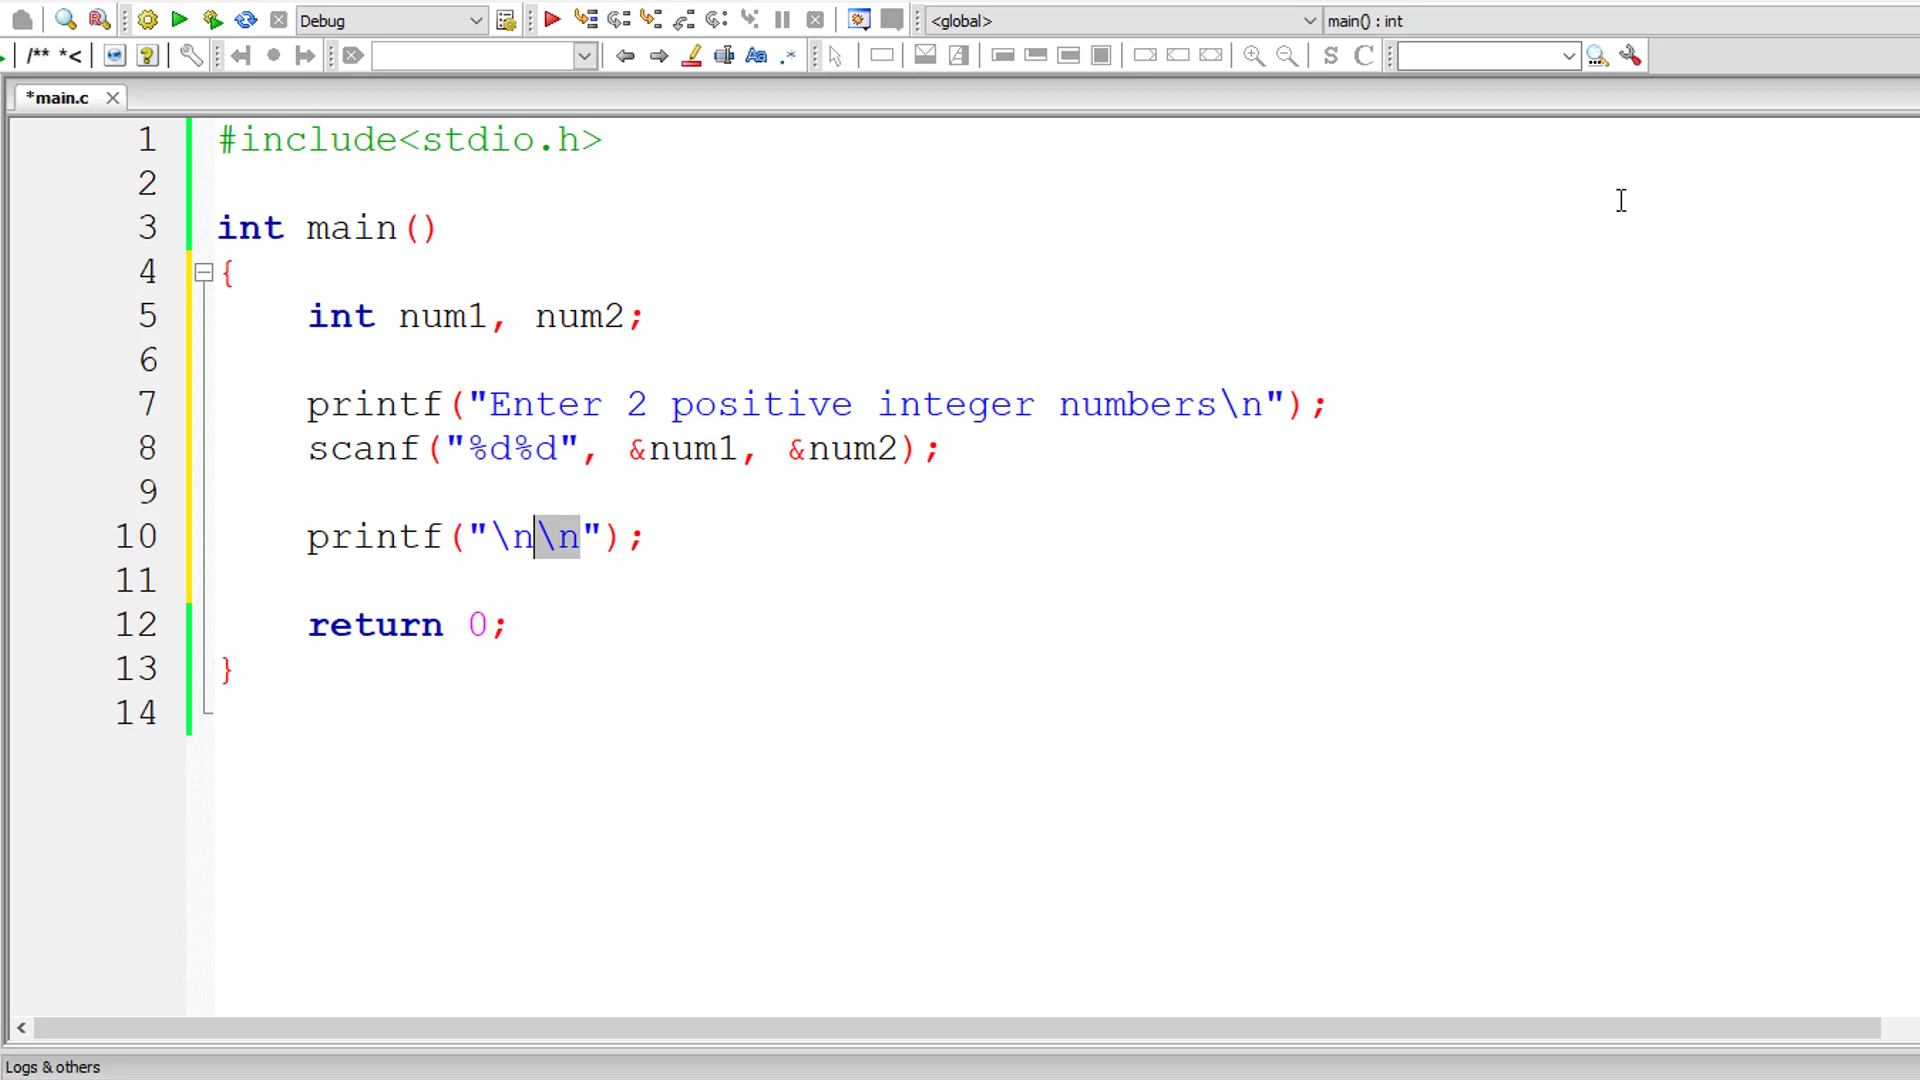 Debug
<global>
main() : int
/** *<
Aa .* S C
*main.c
1 #include<stdio.h>
2
3 int main()
4 {
5 int num1, num2;
6
7 printf("Enter 2 positive integer numbers\n");
8 scanf("%d%d", &num1, &num2);
9
10 printf("\n\n");
11
12 return 0;
13 }
14
Logs & others